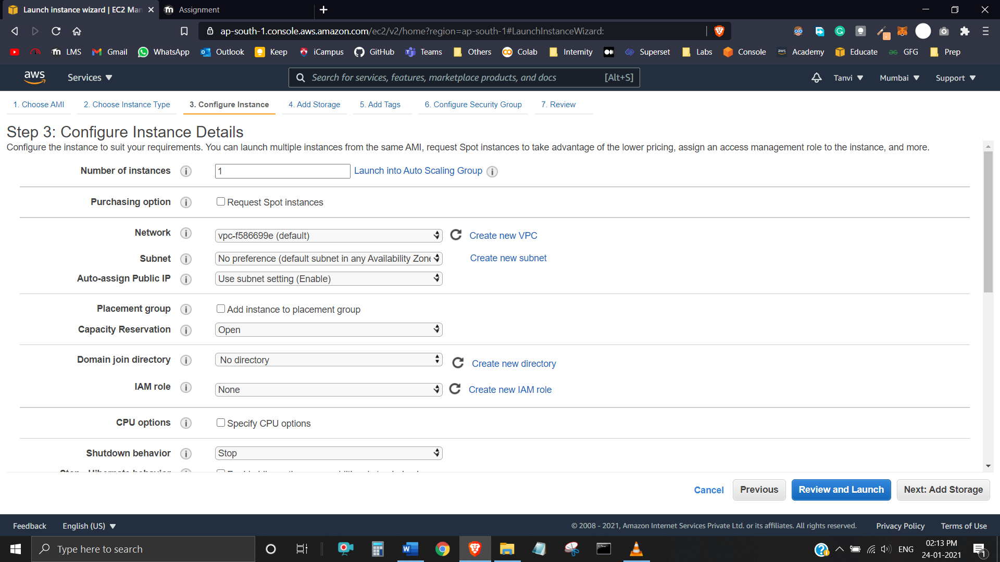 Launch instance wizard | EC2 Man
Assignment
ap-south-1.console.aws.amazon.com/ec2/v2/home?region=ap-south-1#LaunchInstanceWizard:
LMS Gmail WhatsApp Outlook Keep iCampus GitHub Teams Others Colab Internity Superset Labs Console aws Academy Educate GFG Prep
aws Services Search for services, features, marketplace products, and docs [Alt+S] Tanvi Mumbai Support
1. Choose AMI 2. Choose Instance Type 3. Configure Instance 4. Add Storage 5. Add Tags 6. Configure Security Group 7. Review
Step 3: Configure Instance Details
Configure the instance to suit your requirements. You can launch multiple instances from the same AMI, request Spot instances to take advantage of the lower pricing, assign an access management role to the instance, and more.
Number of instances 1 Launch into Auto Scaling Group
Purchasing option Request Spot instances
Network vpc-f586699e (default) Create new VPC
Subnet No preference (default subnet in any Availability Zone Create new subnet
Auto-assign Public IP Use subnet setting (Enable)
Placement group Add instance to placement group
Capacity Reservation Open
Domain join directory No directory Create new directory
IAM role None Create new IAM role
CPU options Specify CPU options
Shutdown behavior Stop
Cancel Previous Review and Launch Next: Add Storage
Feedback English (US) © 2008 - 2021, Amazon Internet Services Private Ltd. or its affiliates. All rights reserved. Privacy Policy Terms of Use
Type here to search ENG 02:13 PM
24-01-2021 1